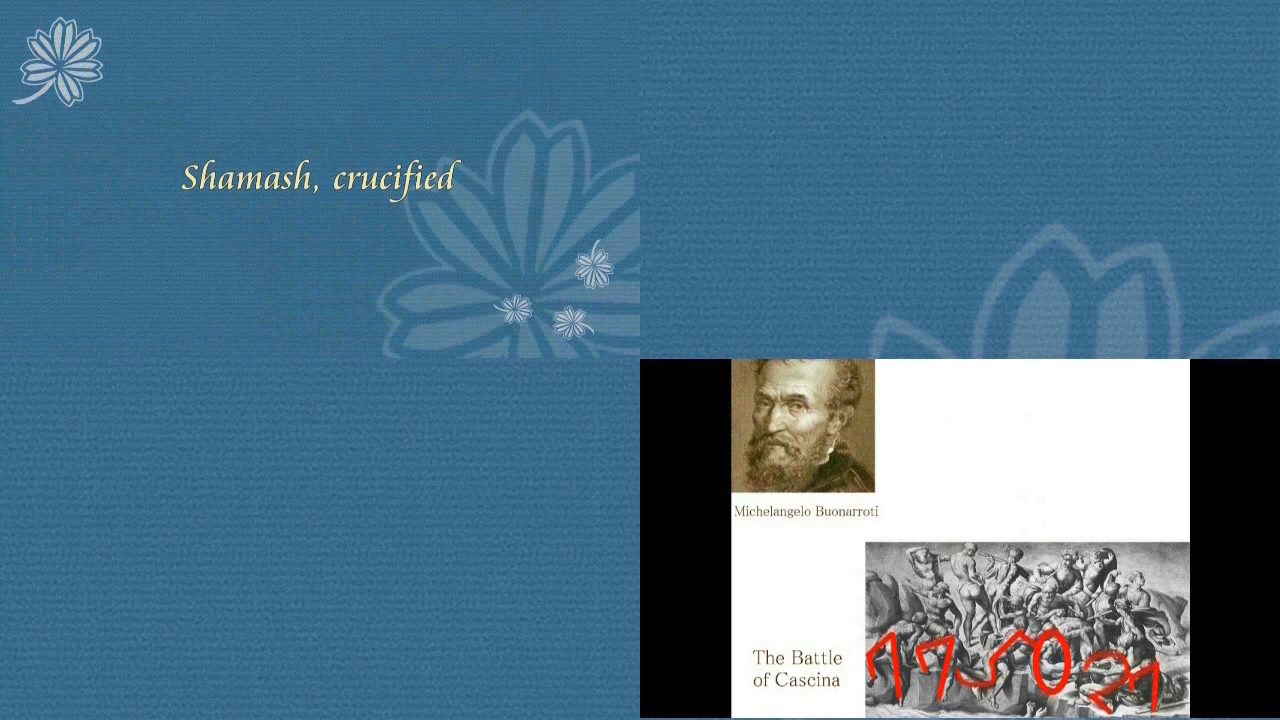 Shamash, crucified
Michelangelo Buonarroti
The Battle
of Cascina